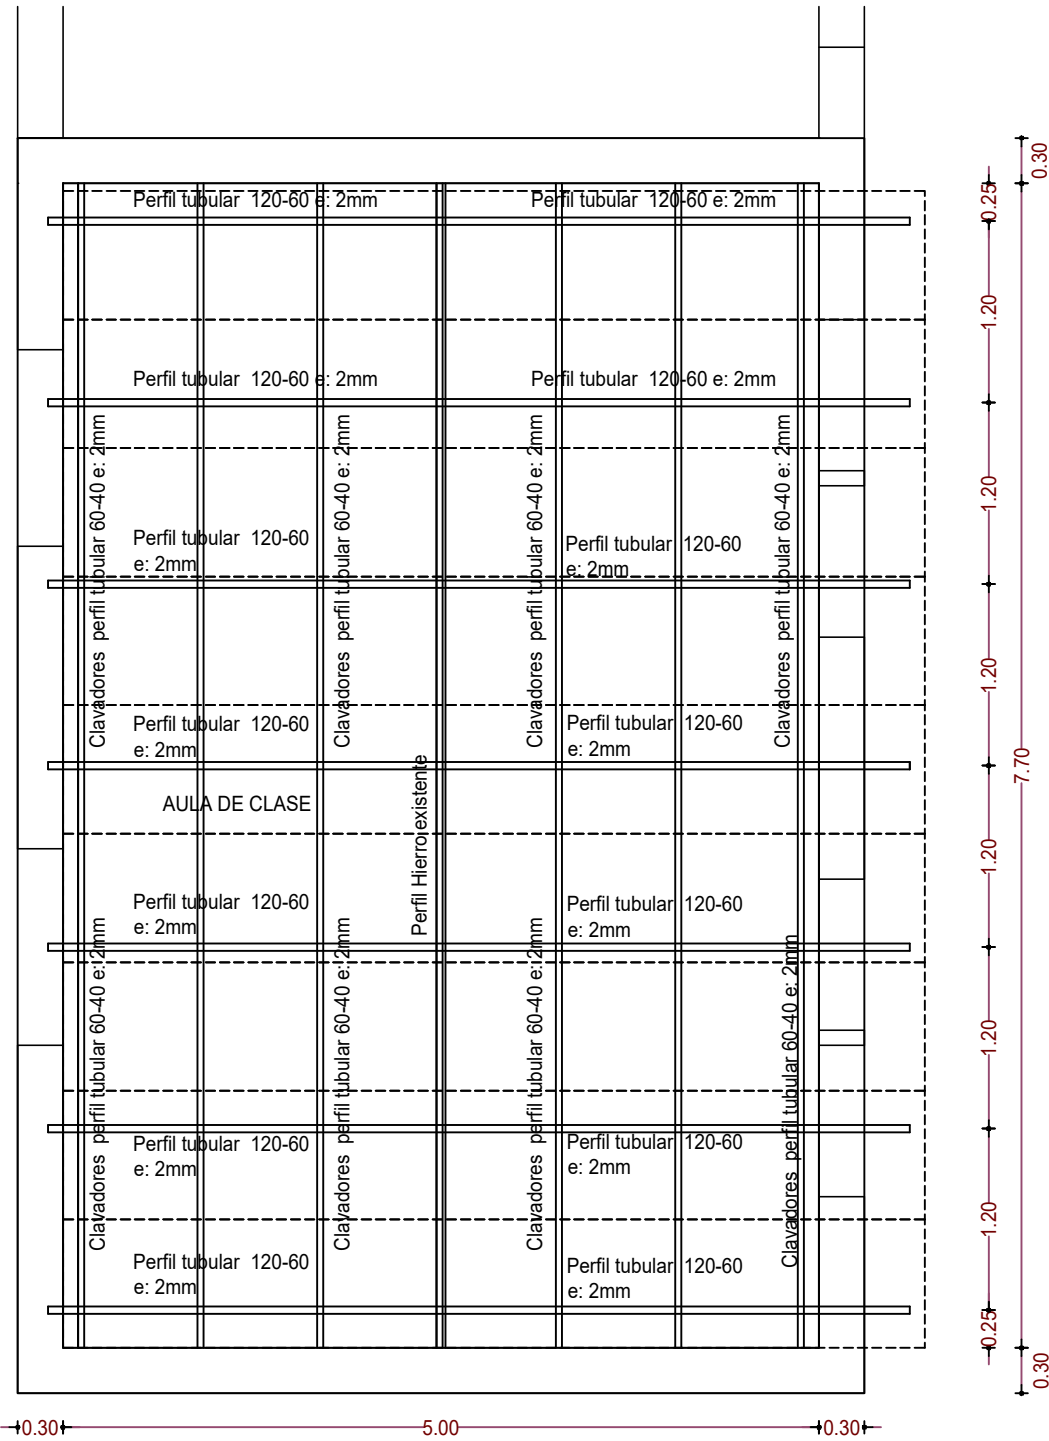 0.30
Perfil tubular 120-60 e: 2mm
Perfil tubular 120-60 e: 2mm
0.25
1.20
Perfil tubular 120-60 e: 2mm
Perfil tubular 120-60 e: 2mm
Clavadores perfil tubular 60-40 e: 2mm
Clavadores perfil tubular 60-40 e: 2mm
Clavadores perfil tubular 60-40 e: 2mm
Clavadores perfil tubular 60-40 e: 2mm
1.20
Perfil tubular 120-60
e: 2mm
Perfil tubular 120-60
e: 2mm
1.20
Perfil tubular 120-60
e: 2mm
Perfil tubular 120-60
e: 2mm
7.70
AULA DE CLASE
Perfil Hierro existente
1.20
Perfil tubular 120-60
e: 2mm
Perfil tubular 120-60
e: 2mm
Clavadores perfil tubular 60-40 e: 2mm
Clavadores perfil tubular 60-40 e: 2mm
Clavadores perfil tubular 60-40 e: 2mm
Clavadores perfil tubular 60-40 e: 2mm
1.20
Perfil tubular 120-60
e: 2mm
Perfil tubular 120-60
e: 2mm
1.20
Perfil tubular 120-60
e: 2mm
Perfil tubular 120-60
e: 2mm
0.25
0.30
0.30
5.00
0.30